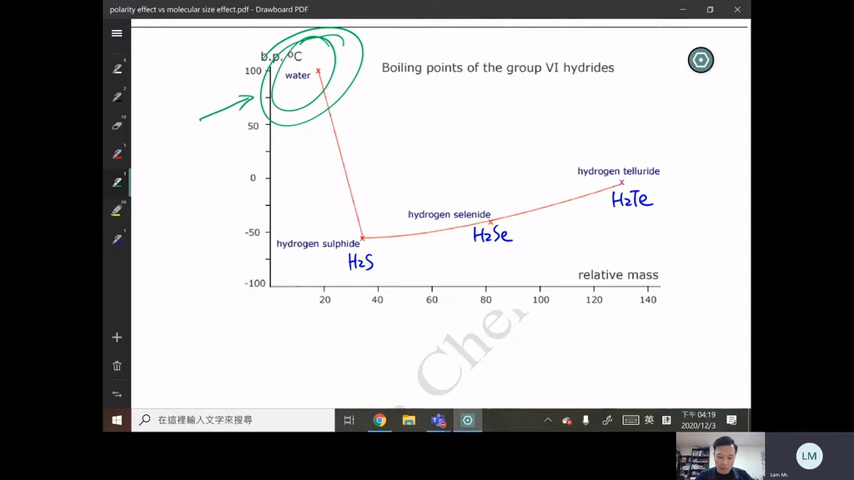 polarity effect vs molecular size effect.pdf - Drawboard PDF
b.p. °C
Boiling points of the group VI hydrides
100
water
50
0
-50
-100
hydrogen telluride
H2Te
hydrogen selenide
H2Se
hydrogen sulphide
H2S
relative mass
20 40 60 80 100 120 140
在這裡輸入文字來搜尋
英
下午 04:19
2020/12/3
LM
Lam Mr.